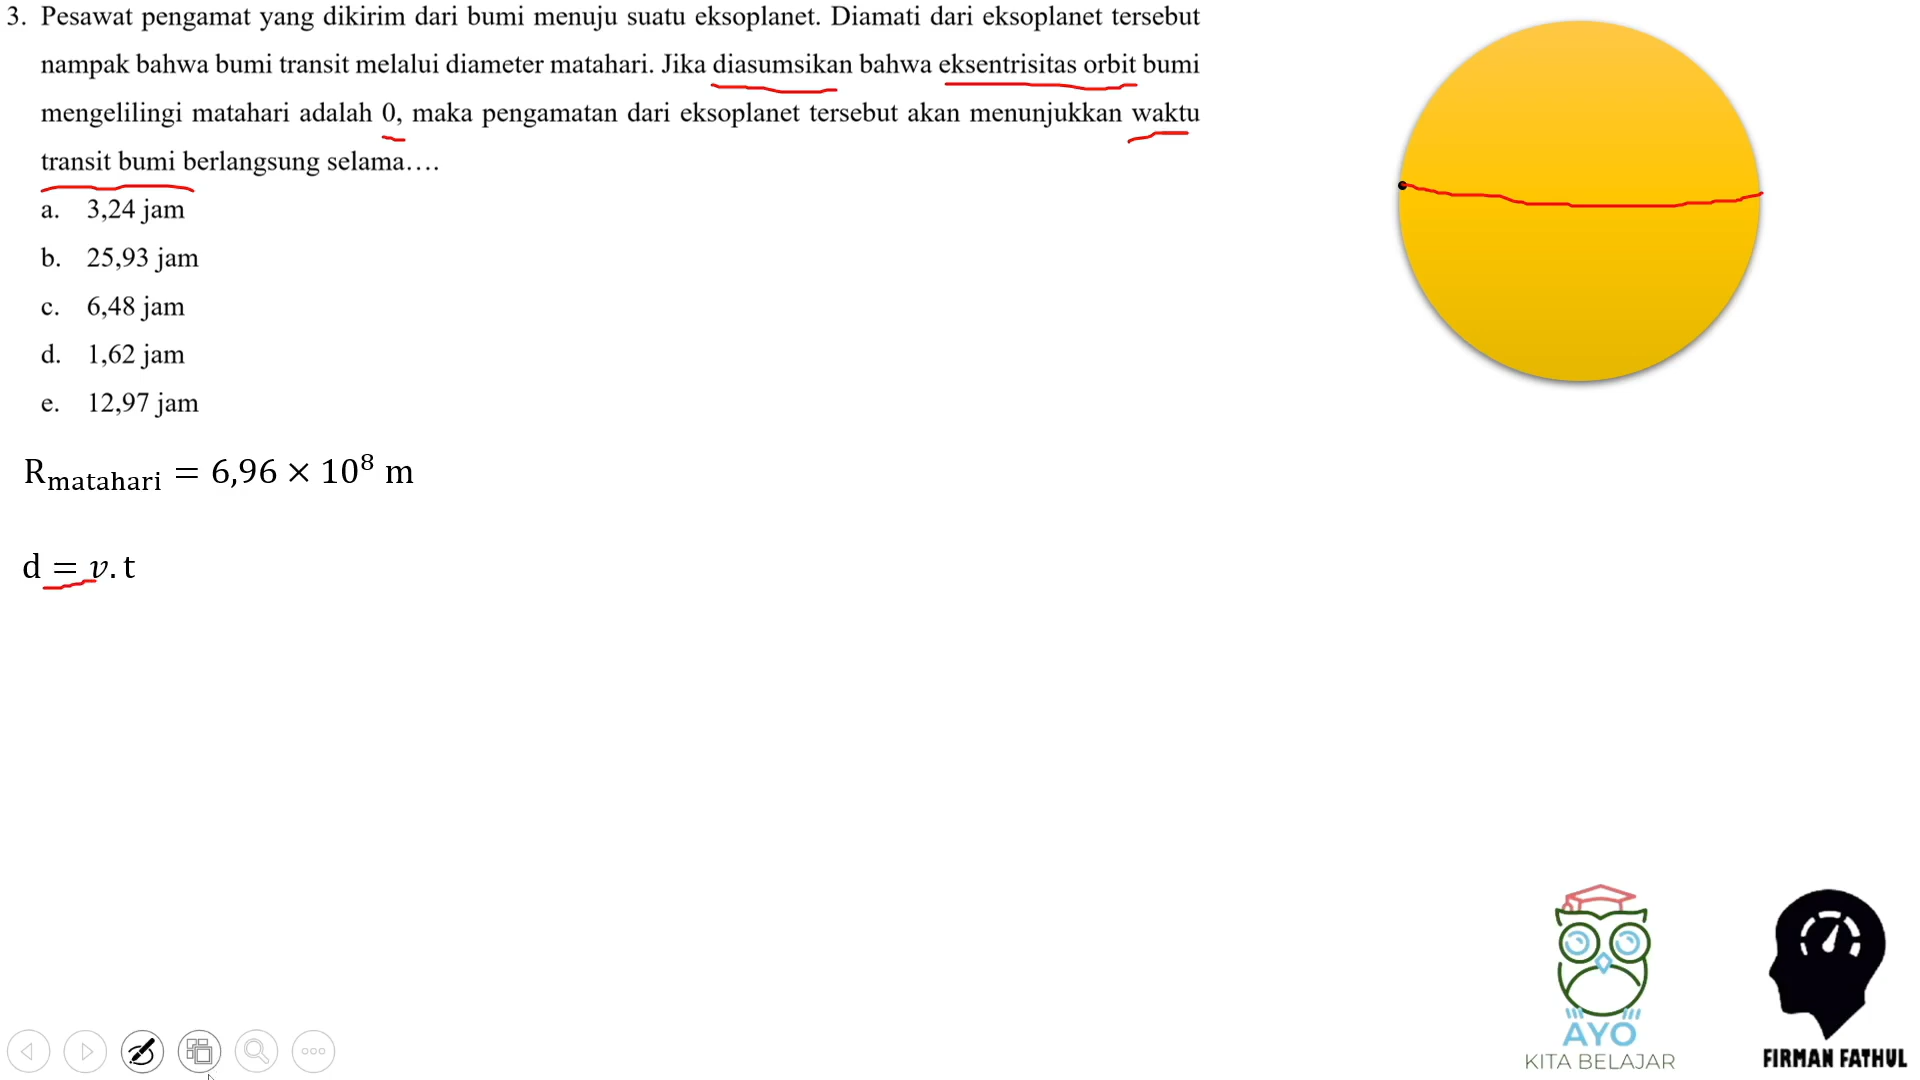 3. Pesawat pengamat yang dikirim dari bumi menuju suatu eksoplanet. Diamati dari eksoplanet tersebut
nampak bahwa bumi transit melalui diameter matahari. Jika diasumsikan bahwa eksentrisitas orbit bumi
mengelilingi matahari adalah 0, maka pengamatan dari eksoplanet tersebut akan menunjukkan waktu
transit bumi berlangsung selama….
a. 3,24 jam
b. 25,93 jam
c. 6,48 jam
d. 1,62 jam
e. 12,97 jam
R_matahari = 6,96 × 10⁸ m
d = v. t
AYO
KITA BELAJAR
FIRMAN FATHUL